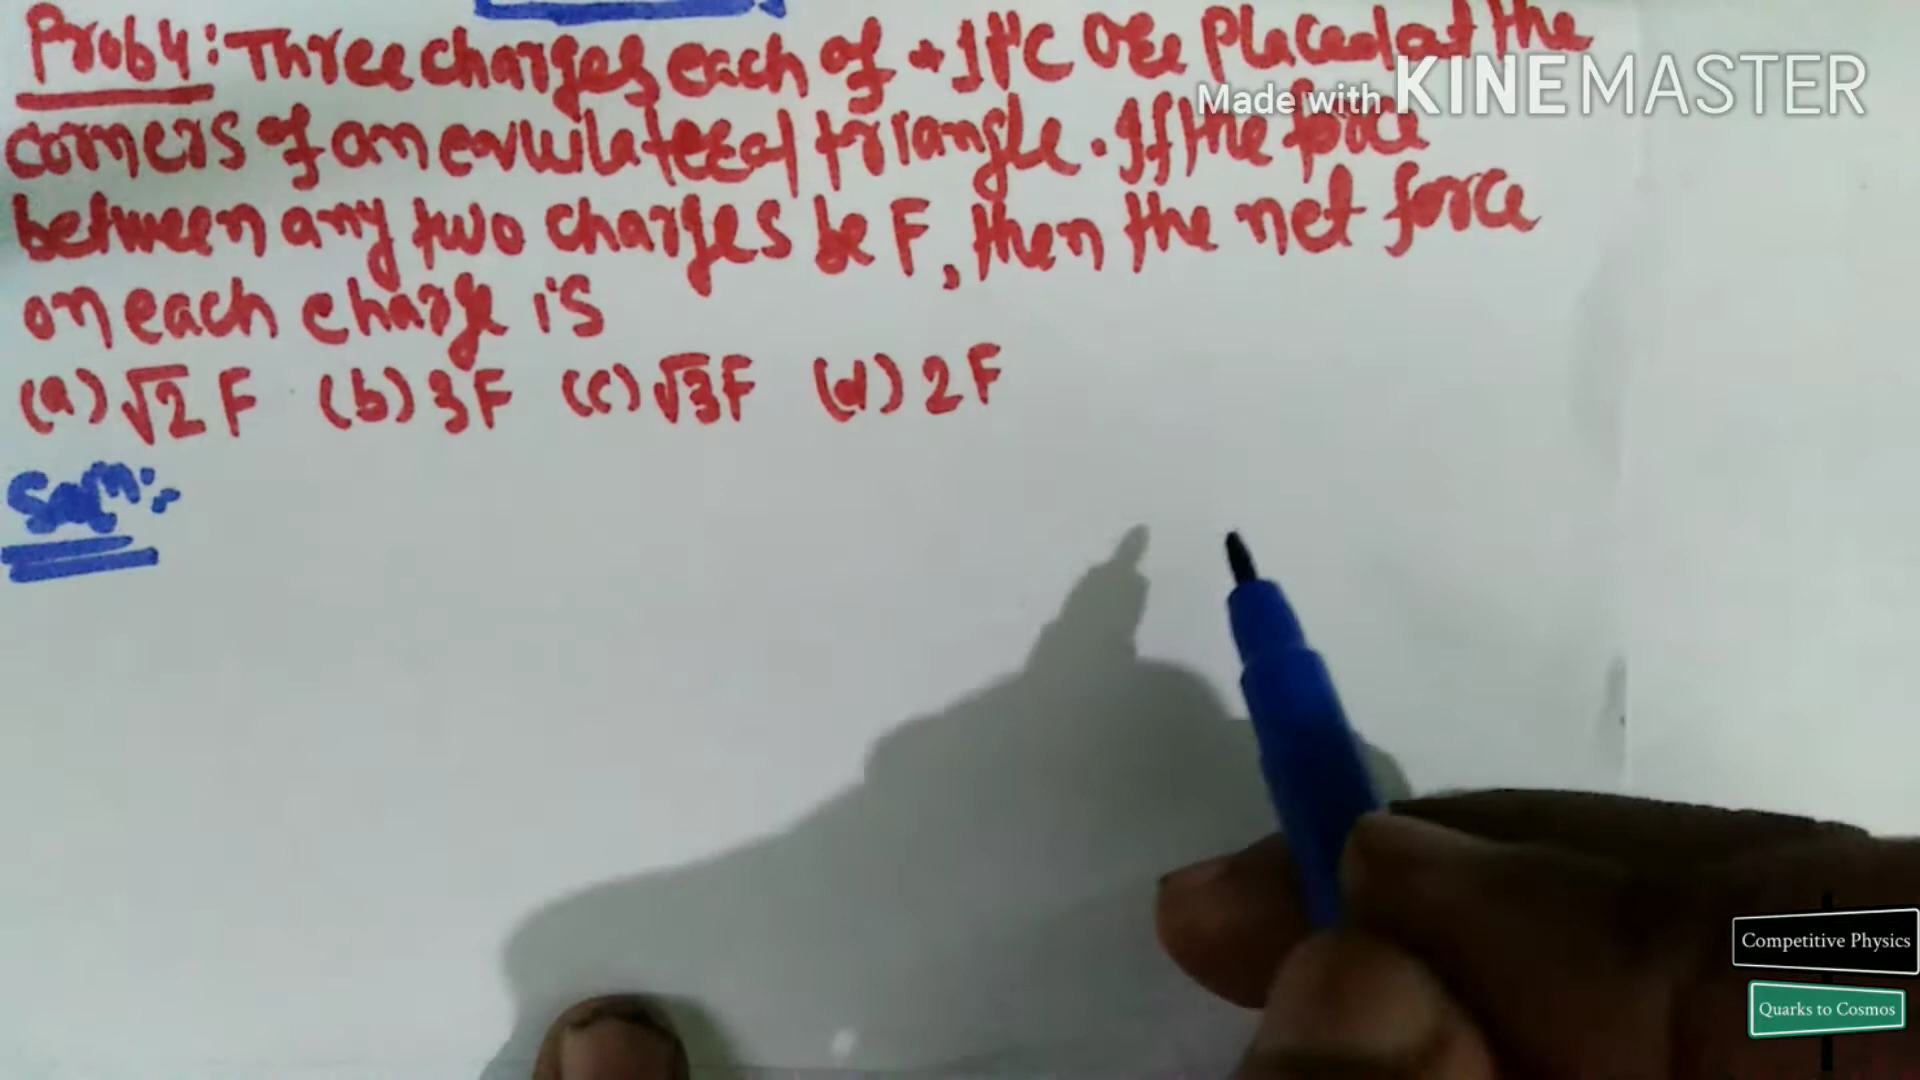 Prob4: Three charges each of +1μC are placed at the
Made with KINEMASTER
corners of an equilateral triangle. If the force
between any two charges be F, then the net force
on each charge is
(a) √2 F (b) 3F (c) √3F (d) 2F
Soln:
Competitive Physics
Quarks to Cosmos